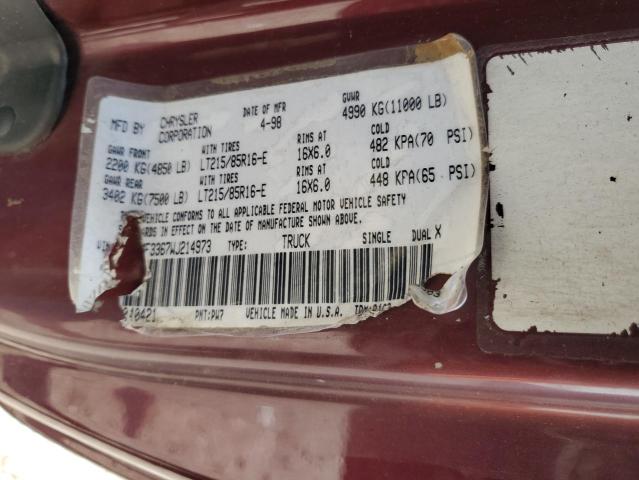 MFD BY CHRYSLER CORPORATION DATE OF MFR 4-98 GVWR 4990 KG(11000 LB)
GAWR FRONT WITH TIRES RIMS AT COLD
2200 KG(4850 LB) LT215/85R16-E 16X6.0 482 KPA(70 PSI)
GAWR REAR WITH TIRES RIMS AT COLD
3402 KG(7500 LB) LT215/85R16-E 16X6.0 448 KPA(65 PSI)
VEHICLE CONFORMS TO ALL APPLICABLE FEDERAL MOTOR VEHICLE SAFETY
STANDARDS IN EFFECT ON THE DATE OF MANUFACTURE SHOWN ABOVE.
3367WJ214973 TYPE: TRUCK SINGLE DUAL X
PNT:PW7 VEHICLE MADE IN U.S.A.